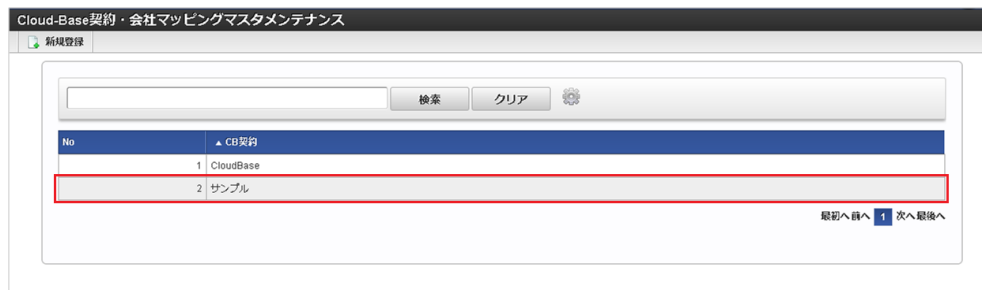 Cloud-Base契約・会社マッピングマスタメンテナンス
新規登録
検索 クリア
No ▲ CB契約
1 CloudBase
2 サンプル
最初へ 前へ 1 次へ 最後へ